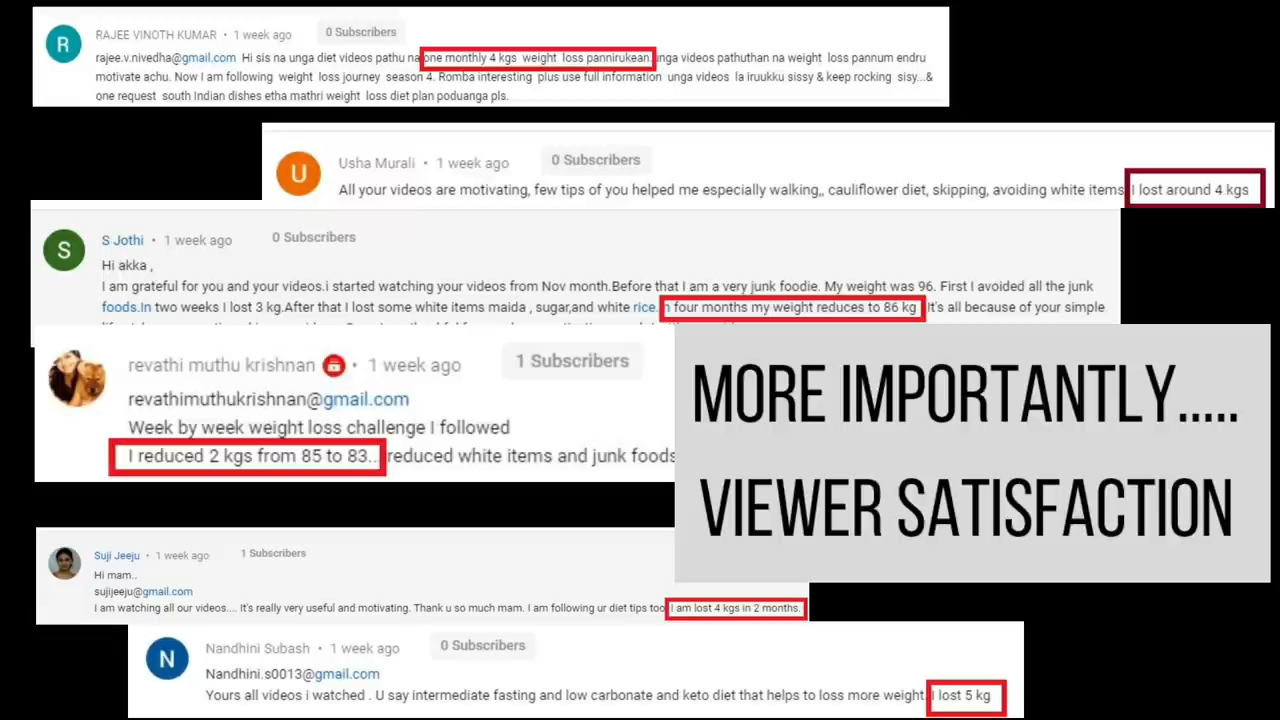 R
RAJEE VINOTH KUMAR • 1 week ago
0 Subscribers
rajee.v.nivedha@gmail.com Hi sis na unga diet videos pathu na one monthly 4 kgs weight loss pannirukean. unga videos pathuthan na weight loss pannum endru
motivate achu. Now I am following weight loss journey season 4. Romba interesting plus use full information unga videos la iruukku sissy & keep rocking sisy...&
one request south Indian dishes etha mathri weight loss diet plan poduanga pls.
U
Usha Murali • 1 week ago
0 Subscribers
All your videos are motivating, few tips of you helped me especially walking,, cauliflower diet, skipping, avoiding white items I lost around 4 kgs
S
S Jothi • 1 week ago
0 Subscribers
Hi akka ,
I am grateful for you and your videos.i started watching your videos from Nov month.Before that I am a very junk foodie. My weight was 96. First I avoided all the junk
foods.In two weeks I lost 3 kg.After that I lost some white items maida , sugar,and white rice.In four months my weight reduces to 86 kg It's all because of your simple
revathi muthu krishnan • 1 week ago
1 Subscribers
revathimuthukrishnan@gmail.com
Week by week weight loss challenge I followed
I reduced 2 kgs from 85 to 83... reduced white items and junk foods
MORE IMPORTANTLY.....
VIEWER SATISFACTION
Suji Jeeju • 1 week ago
1 Subscribers
Hi mam..
sujijeeju@gmail.com
I am watching all our videos.... It's really very useful and motivating. Thank u so much mam. I am following ur diet tips too I am lost 4 kgs in 2 months.
N
Nandhini Subash • 1 week ago
0 Subscribers
Nandhini.s0013@gmail.com
Yours all videos i watched . U say intermediate fasting and low carbonate and keto diet that helps to loss more weight. I lost 5 kg